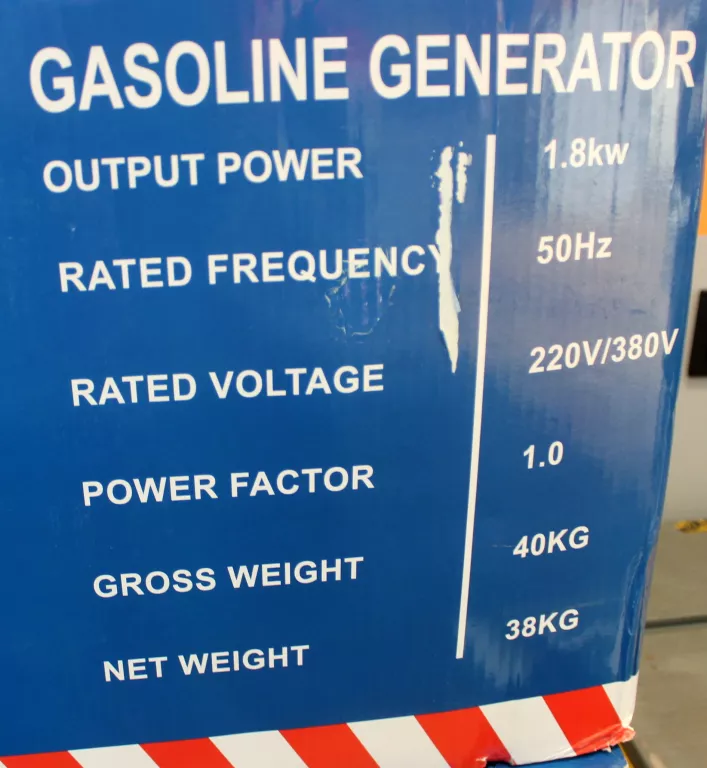 GASOLINE GENERATOR
OUTPUT POWER 1.8kw
RATED FREQUENCY 50Hz
RATED VOLTAGE 220V/380V
POWER FACTOR 1.0
GROSS WEIGHT 40KG
NET WEIGHT 38KG